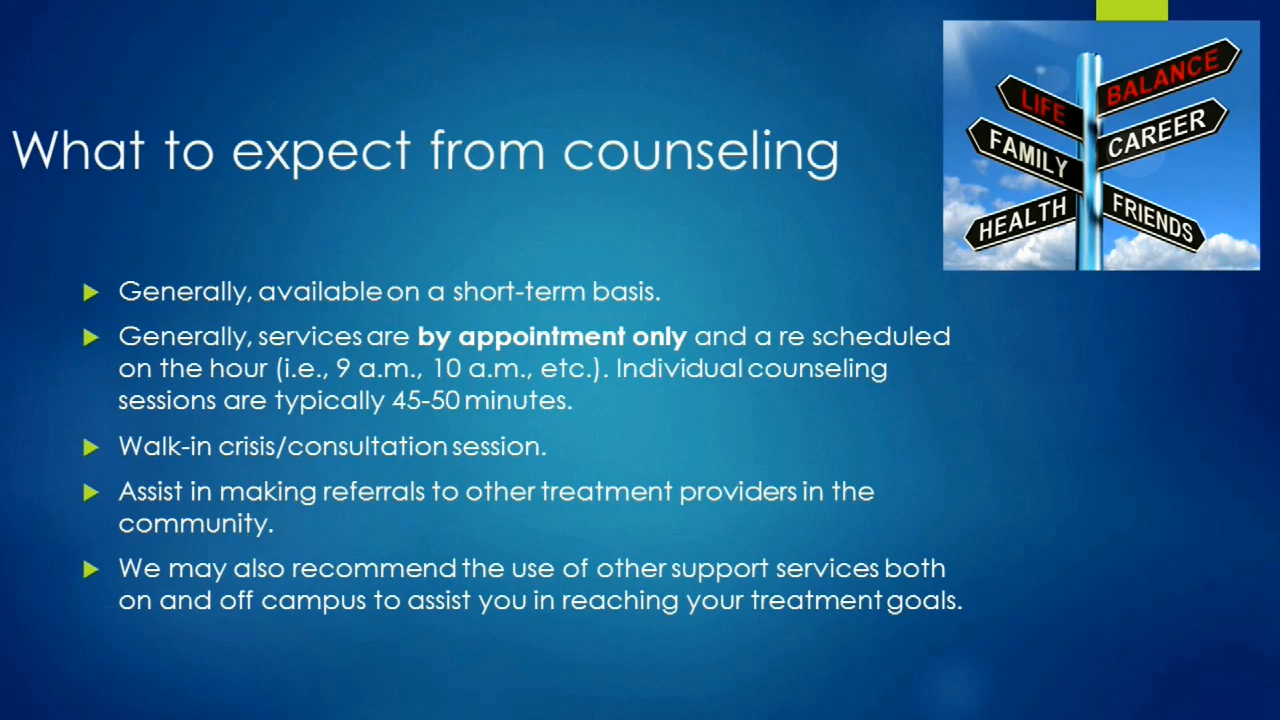 LIFE
BALANCE
FAMILY
CAREER
HEALTH
FRIENDS
What to expect from counseling
Generally, available on a short-term basis.
Generally, services are by appointment only and a re scheduled
on the hour (i.e., 9 a.m., 10 a.m., etc.). Individual counseling
sessions are typically 45-50 minutes.
Walk-in crisis/consultation session.
Assist in making referrals to other treatment providers in the
community.
We may also recommend the use of other support services both
on and off campus to assist you in reaching your treatment goals.